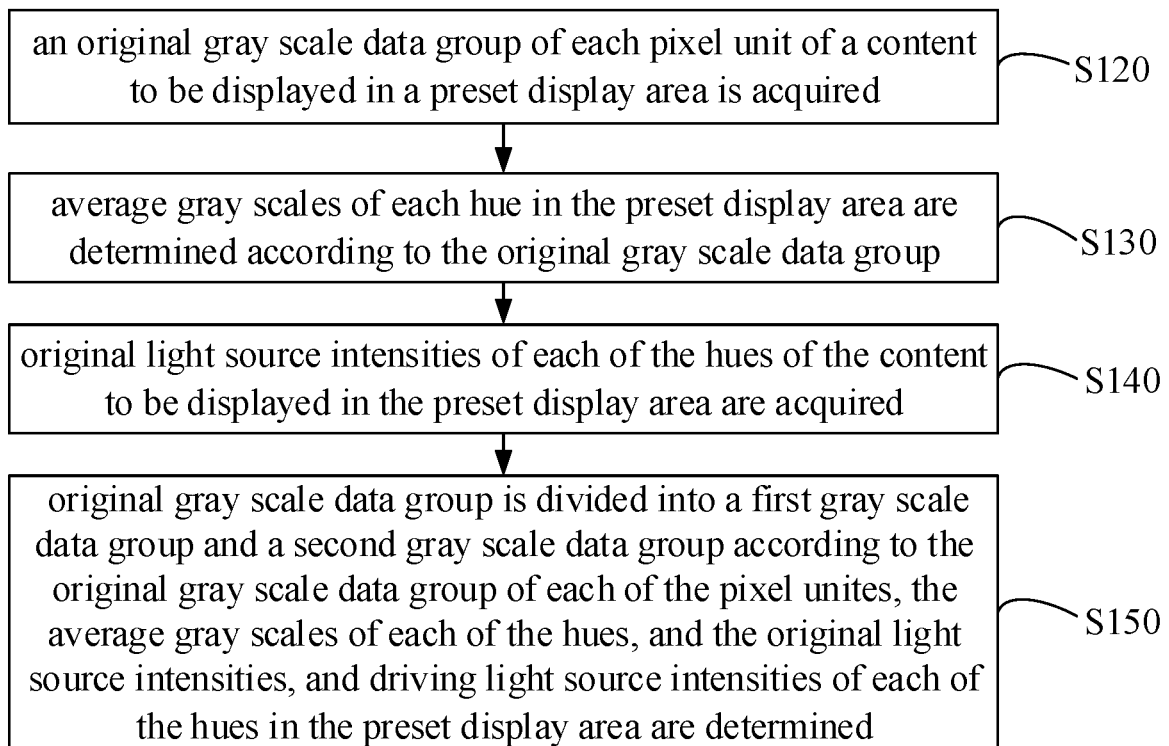 an original gray scale data group of each pixel unit of a content
to be displayed in a preset display area is acquired
S120
average gray scales of each hue in the preset display area are
determined according to the original gray scale data group
S130
original light source intensities of each of the hues of the content
to be displayed in the preset display area are acquired
S140
original gray scale data group is divided into a first gray scale
data group and a second gray scale data group according to the
original gray scale data group of each of the pixel unites, the
average gray scales of each of the hues, and the original light
source intensities, and driving light source intensities of each of
the hues in the preset display area are determined
S150